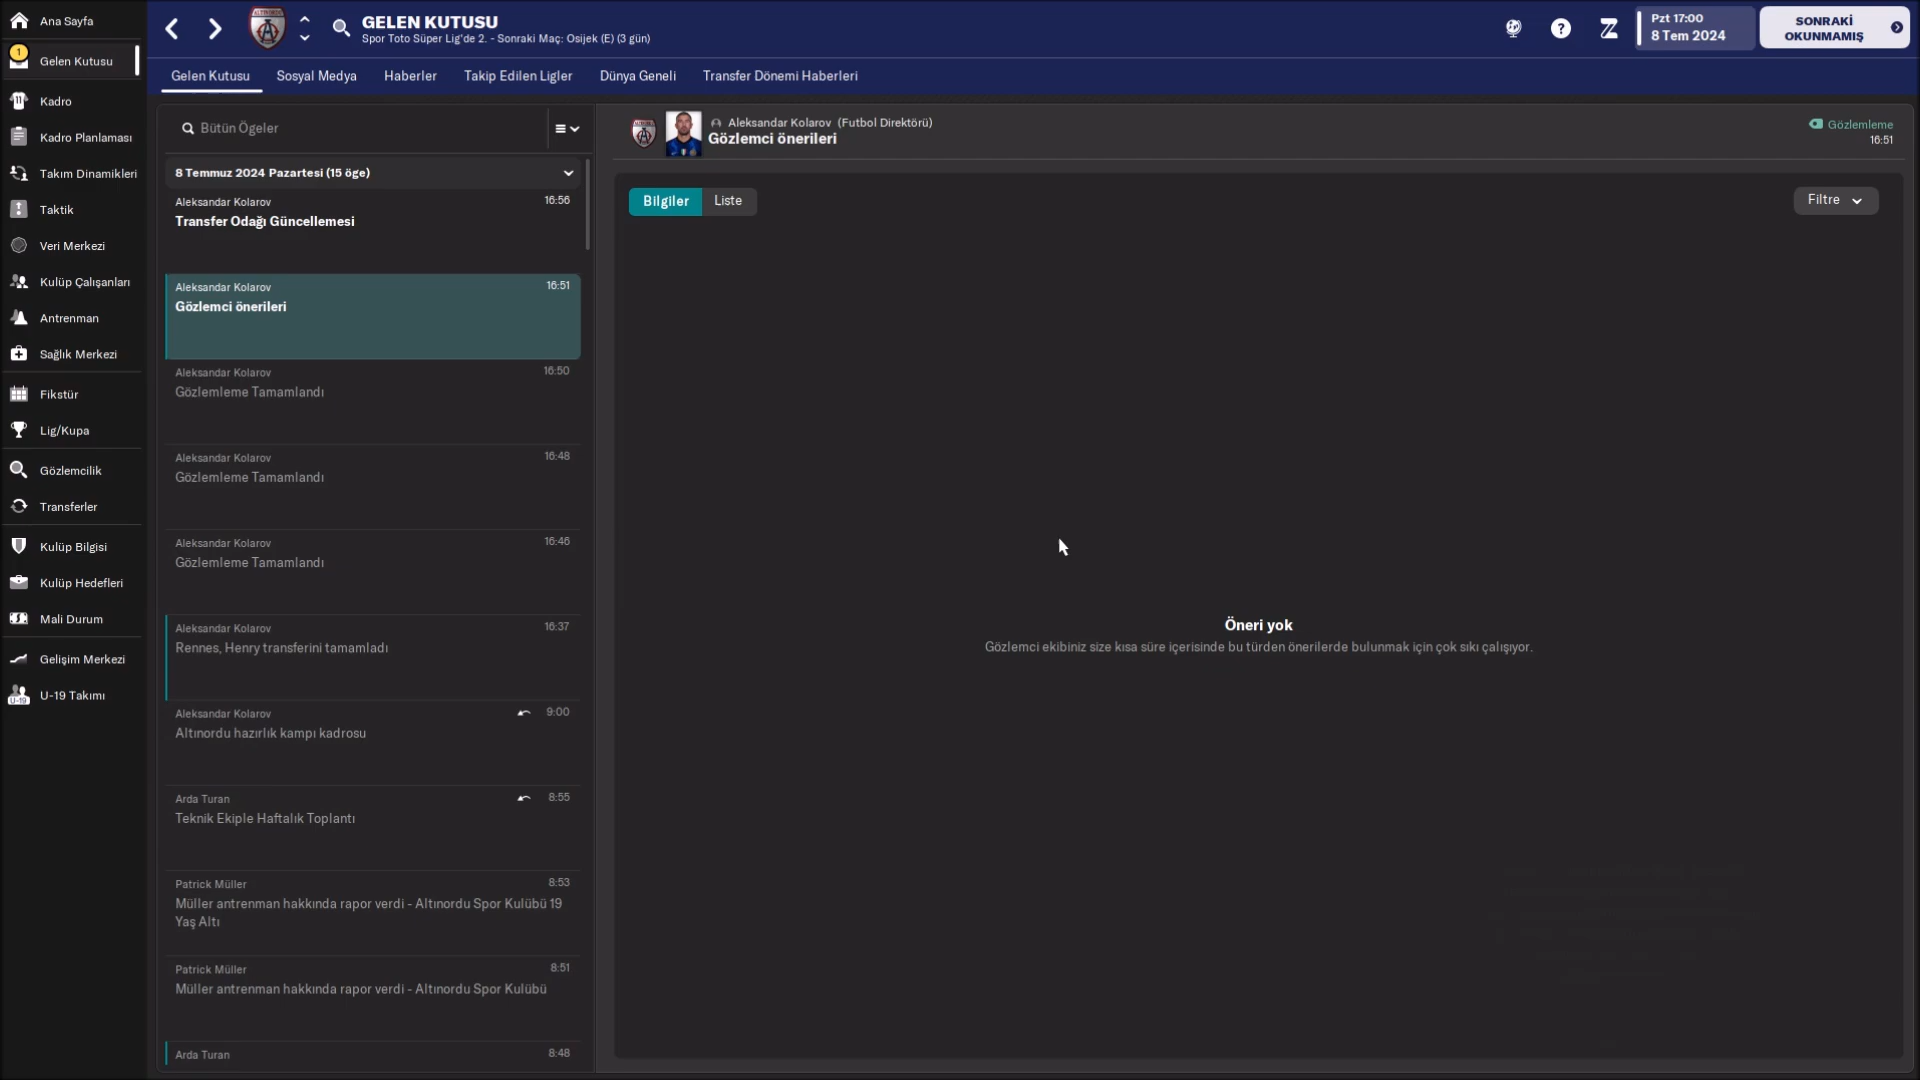 Ana Sayfa
1
Gelen Kutusu
Kadro
Kadro Planlaması
Takım Dinamikleri
Taktik
Veri Merkezi
Kulüp Çalışanları
Antrenman
Sağlık Merkezi
Fikstür
Lig/Kupa
Gözlemcilik
Transferler
Kulüp Bilgisi
Kulüp Hedefleri
Mali Durum
Gelişim Merkezi
U-19 Takımı
GELEN KUTUSU
Spor Toto Süper Lig'de 2. - Sonraki Maç: Osijek (E) (3 gün)
Pzt 17:00
8 Tem 2024
SONRAKİ
OKUNMAMIŞ
Gelen Kutusu
Sosyal Medya
Haberler
Takip Edilen Ligler
Dünya Geneli
Transfer Dönemi Haberleri
Bütün Ögeler
8 Temmuz 2024 Pazartesi (15 öge)
Aleksandar Kolarov 16:56
Transfer Odağı Güncellemesi
Aleksandar Kolarov 16:51
Gözlemci önerileri
Aleksandar Kolarov 16:50
Gözlemleme Tamamlandı
Aleksandar Kolarov 16:48
Gözlemleme Tamamlandı
Aleksandar Kolarov 16:46
Gözlemleme Tamamlandı
Aleksandar Kolarov 16:37
Rennes, Henry transferini tamamladı
Aleksandar Kolarov 9:00
Altınordu hazırlık kampı kadrosu
Arda Turan 8:55
Teknik Ekiple Haftalık Toplantı
Patrick Müller 8:53
Müller antrenman hakkında rapor verdi - Altınordu Spor Kulübü 19
Yaş Altı
Patrick Müller 8:51
Müller antrenman hakkında rapor verdi - Altınordu Spor Kulübü
Arda Turan 8:48
Aleksandar Kolarov (Futbol Direktörü)
Gözlemci önerileri
Gözlemleme
16:51
Bilgiler
Liste
Filtre
Öneri yok
Gözlemci ekibiniz size kısa süre içerisinde bu türden önerilerde bulunmak için çok sıkı çalışıyor.